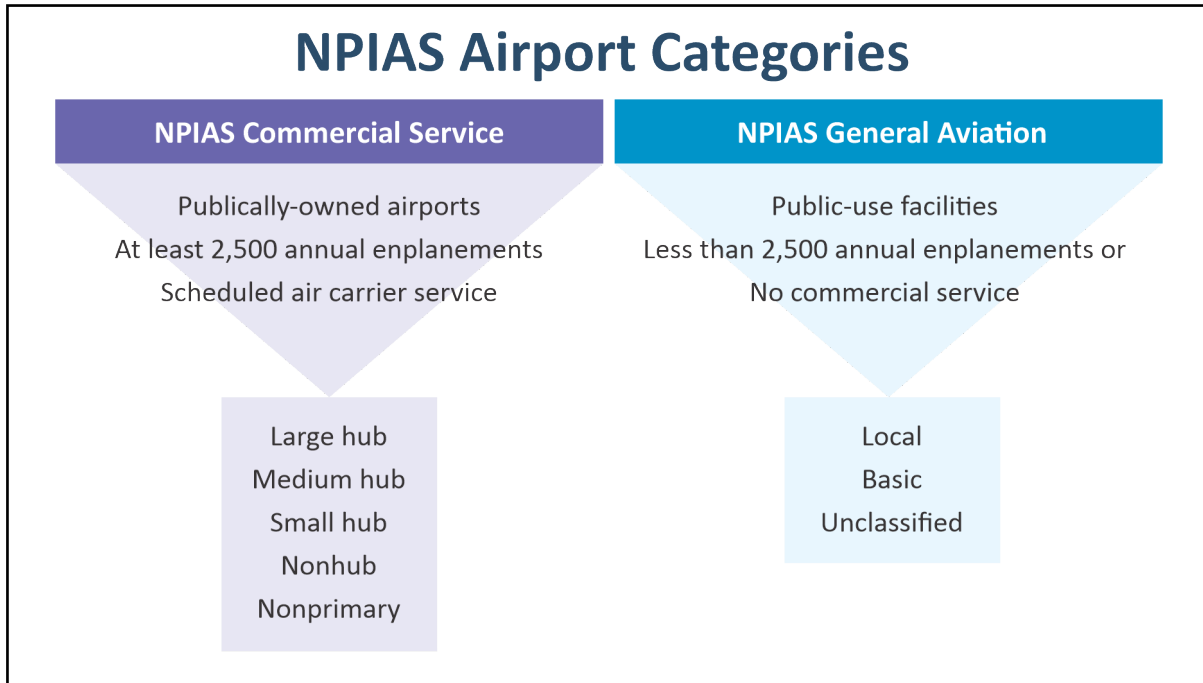 NPIAS Airport Categories
NPIAS Commercial Service
Publically-owned airports
At least 2,500 annual enplanements
Scheduled air carrier service
Large hub
Medium hub
Small hub
Nonhub
Nonprimary
NPIAS General Aviation
Public-use facilities
Less than 2,500 annual enplanements or
No commercial service
Local
Basic
Unclassified